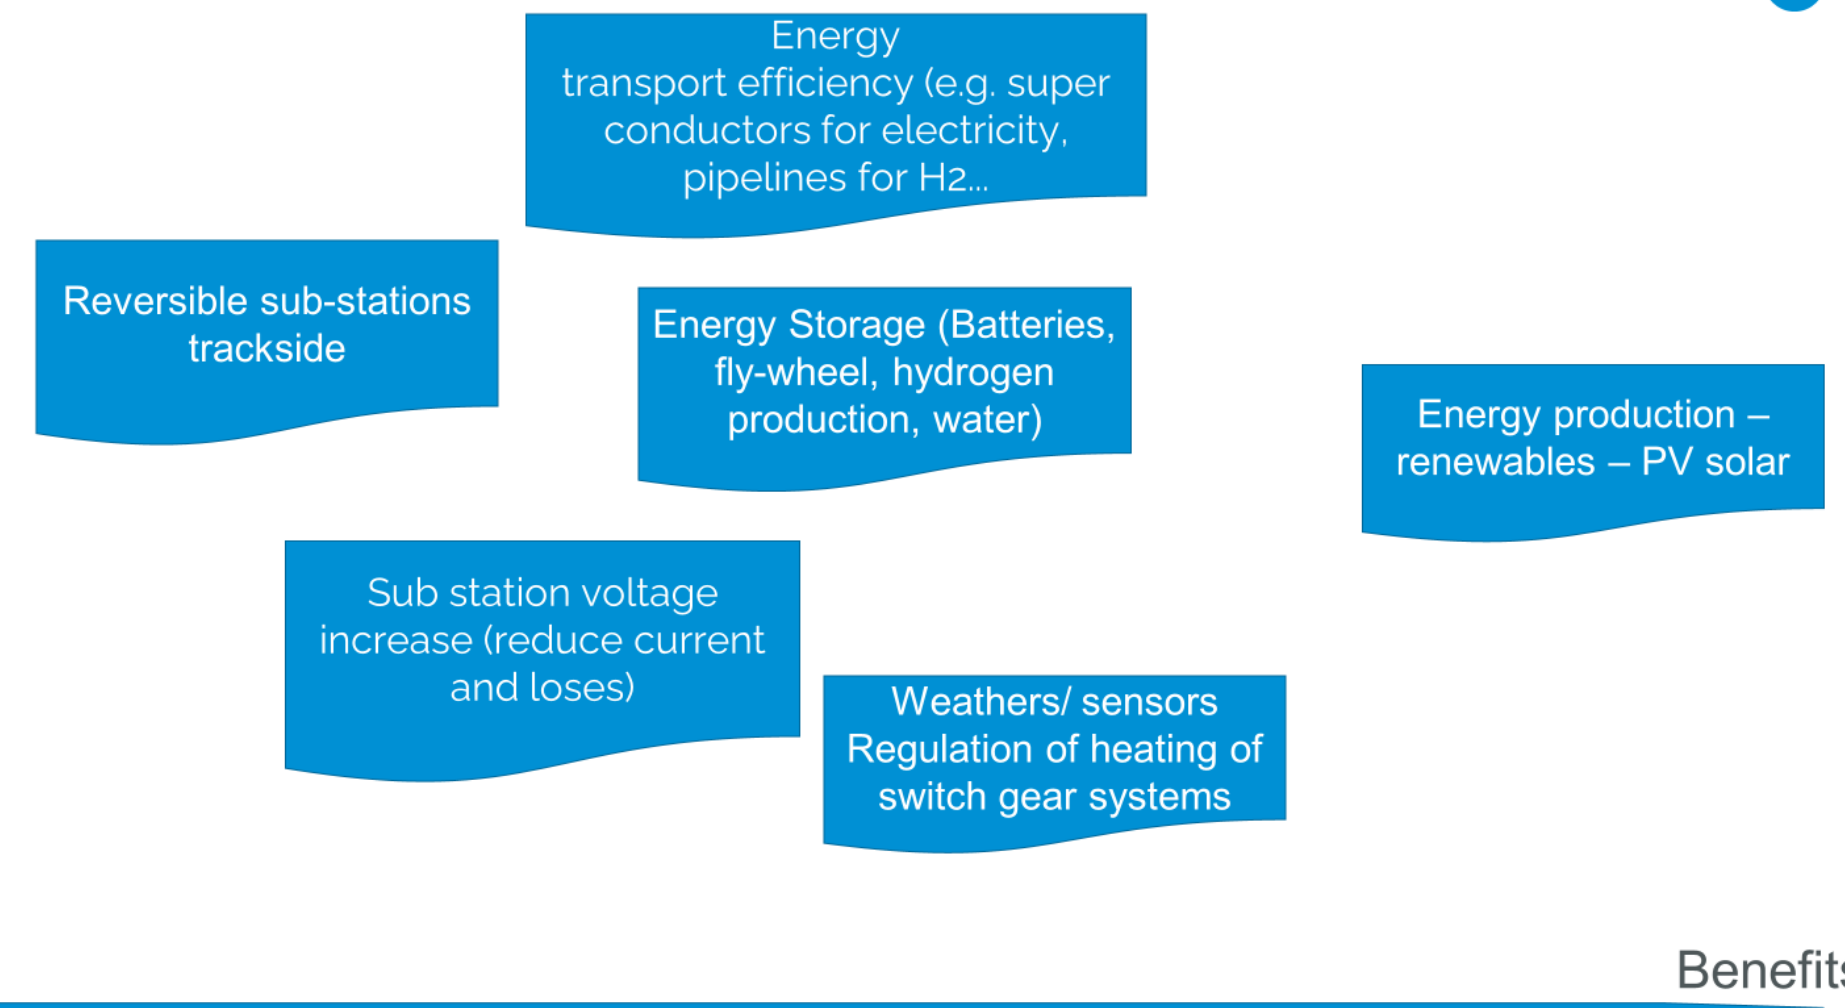 Energy
transport efficiency (e.g. super
conductors for electricity,
pipelines for H2...
Reversible sub-stations
trackside
Energy Storage (Batteries,
fly-wheel, hydrogen
production, water)
Energy production –
renewables – PV solar
Sub station voltage
increase (reduce current
and loses)
Weathers/ sensors
Regulation of heating of
switch gear systems
Benefits